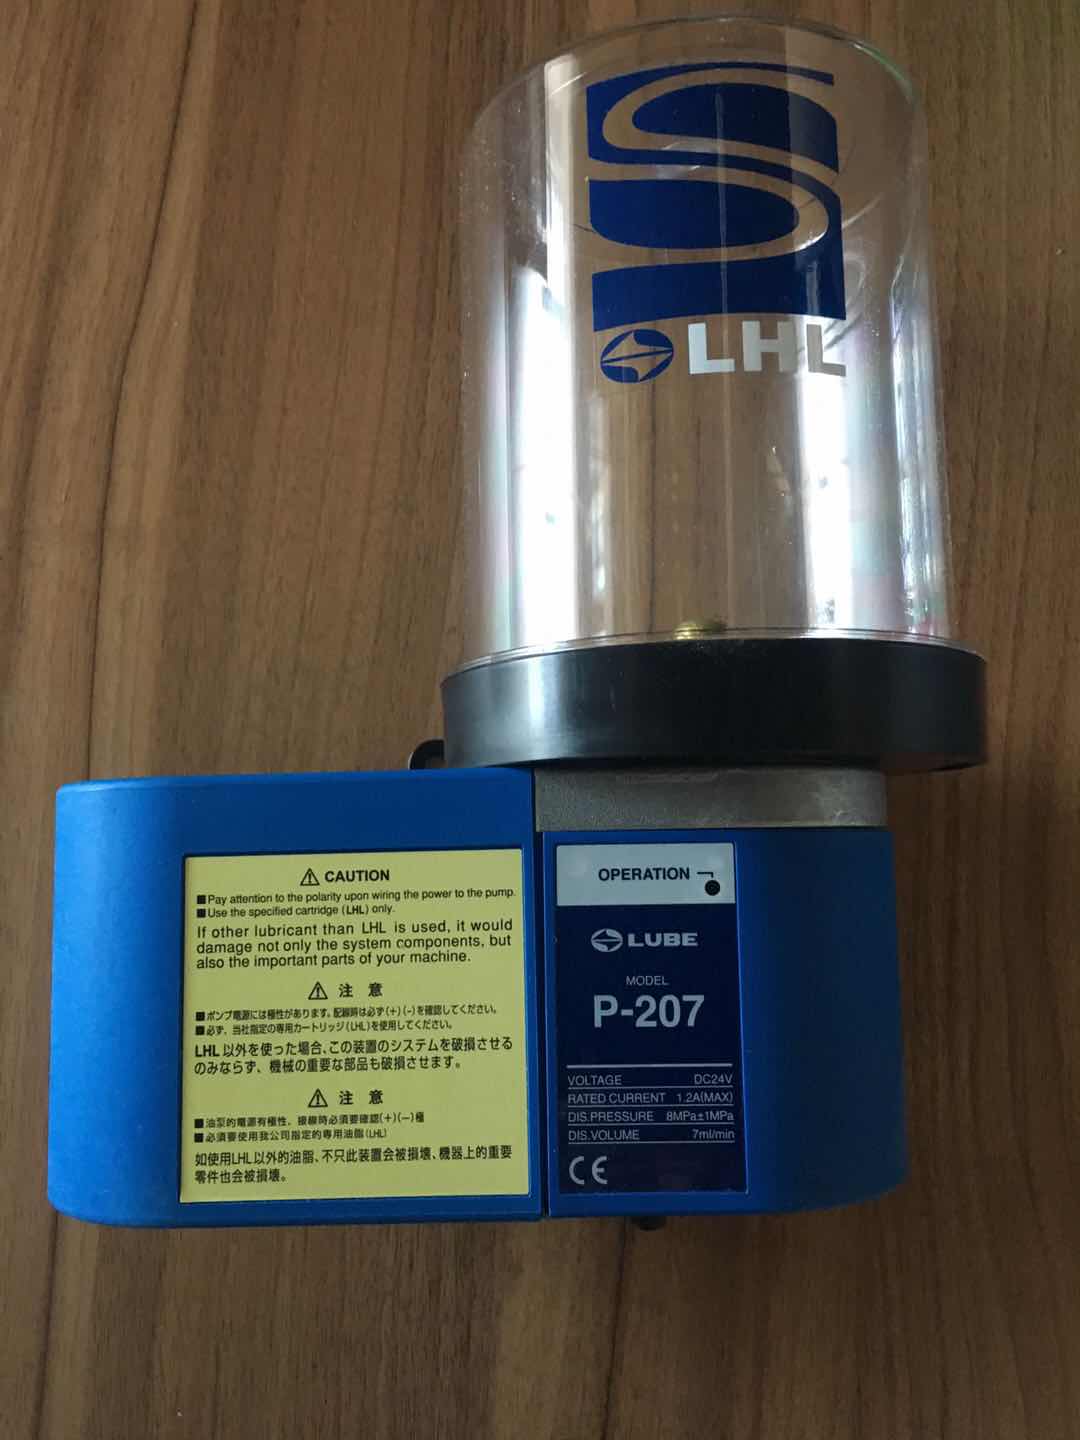 S
LHL
CAUTION
■Pay attention to the polarity upon wiring the power to the pump.
■Use the specified cartridge (LHL) only.
If other lubricant than LHL is used, it would
damage not only the system components, but
also the important parts of your machine.
注 意
■ポンプ電源には極性があります。配線時は必ず(+)(-)を確認してください。
■必ず、当社指定の専用カートリッジ(LHL)を使用してください。
LHL以外を使った場合、この装置のシステムを破損させる
のみならず、機械の重要な部品も破損させます。
注 意
■油泵的電源有極性、接線時必須要確認(+)(−)極
■必須要使用我公司指定的専用油脂(LHL)
如使用LHL以外的油脂、不只此装置会被損壊、機器上的重要
零件也会被損壊。
OPERATION
LUBE
MODEL
P-207
VOLTAGE DC24V
RATED CURRENT 1.2A(MAX)
DIS.PRESSURE 8MPa±1MPa
DIS.VOLUME 7ml/min
CE